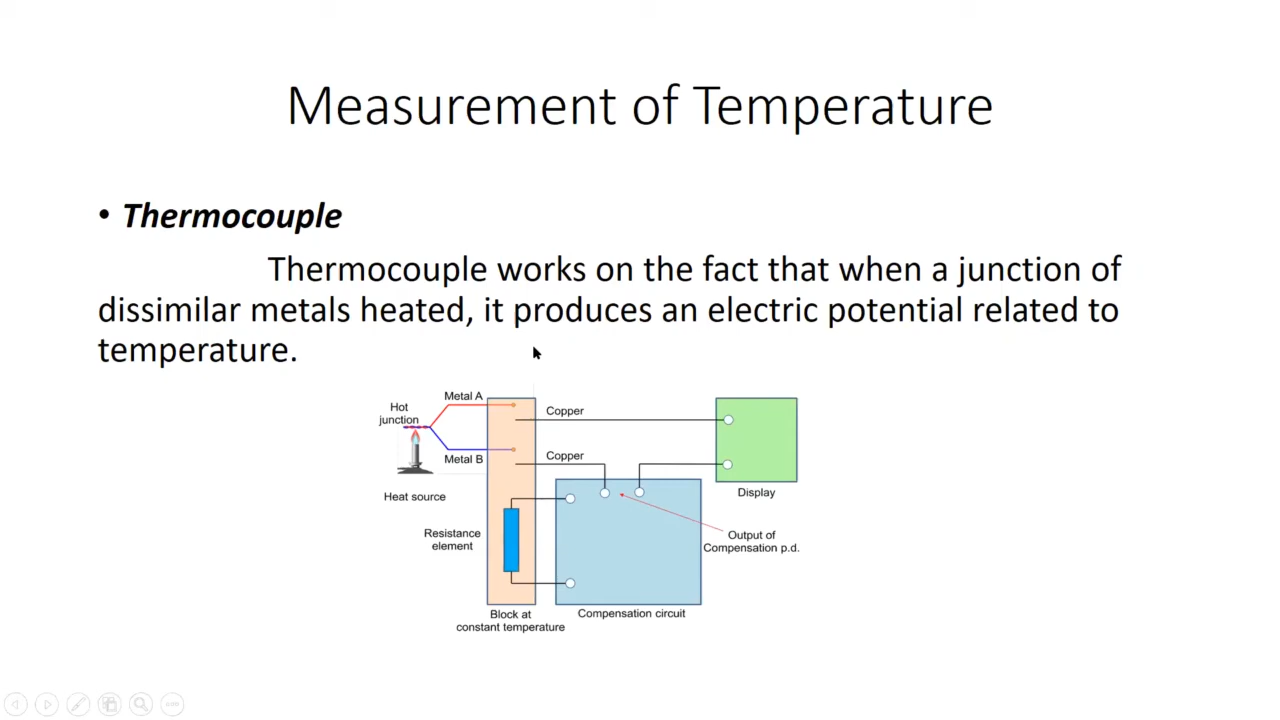 Measurement of Temperature
• Thermocouple
Thermocouple works on the fact that when a junction of
dissimilar metals heated, it produces an electric potential related to
temperature.
Metal A
Hot
junction
Copper
Metal B
Copper
Heat source
Display
Resistance
element
Output of
Compensation p.d.
Block at
constant temperature
Compensation circuit